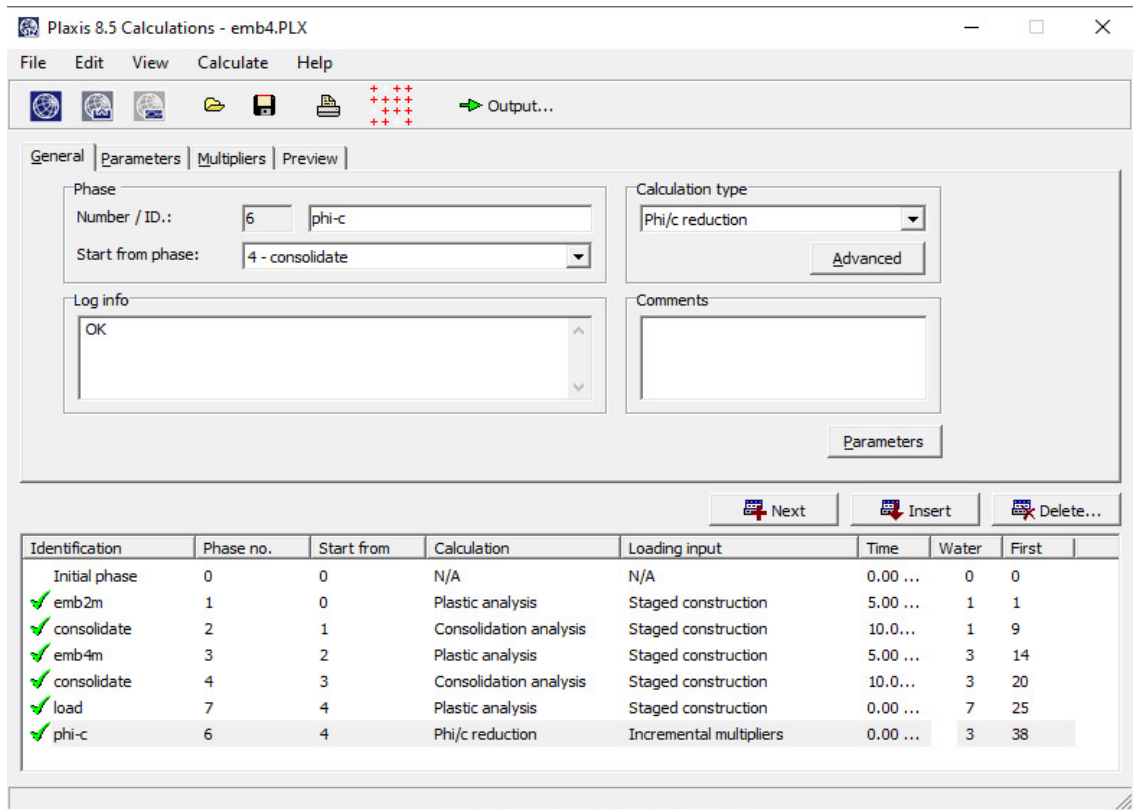 Plaxis 8.5 Calculations - emb4.PLX
File Edit View Calculate Help
Output...
General Parameters Multipliers Preview
Phase
Number / ID.: 6 phi-c
Start from phase: 4 - consolidate
Calculation type
Phi/c reduction
Advanced
Log info
OK
Comments
Parameters
Next Insert Delete...
Identification Phase no. Start from Calculation Loading input Time Water First
Initial phase 0 0 N/A N/A 0.00 ... 0 0
emb2m 1 0 Plastic analysis Staged construction 5.00 ... 1 1
consolidate 2 1 Consolidation analysis Staged construction 10.0... 1 9
emb4m 3 2 Plastic analysis Staged construction 5.00 ... 3 14
consolidate 4 3 Consolidation analysis Staged construction 10.0... 3 20
load 7 4 Plastic analysis Staged construction 0.00 ... 7 25
phi-c 6 4 Phi/c reduction Incremental multipliers 0.00 ... 3 38